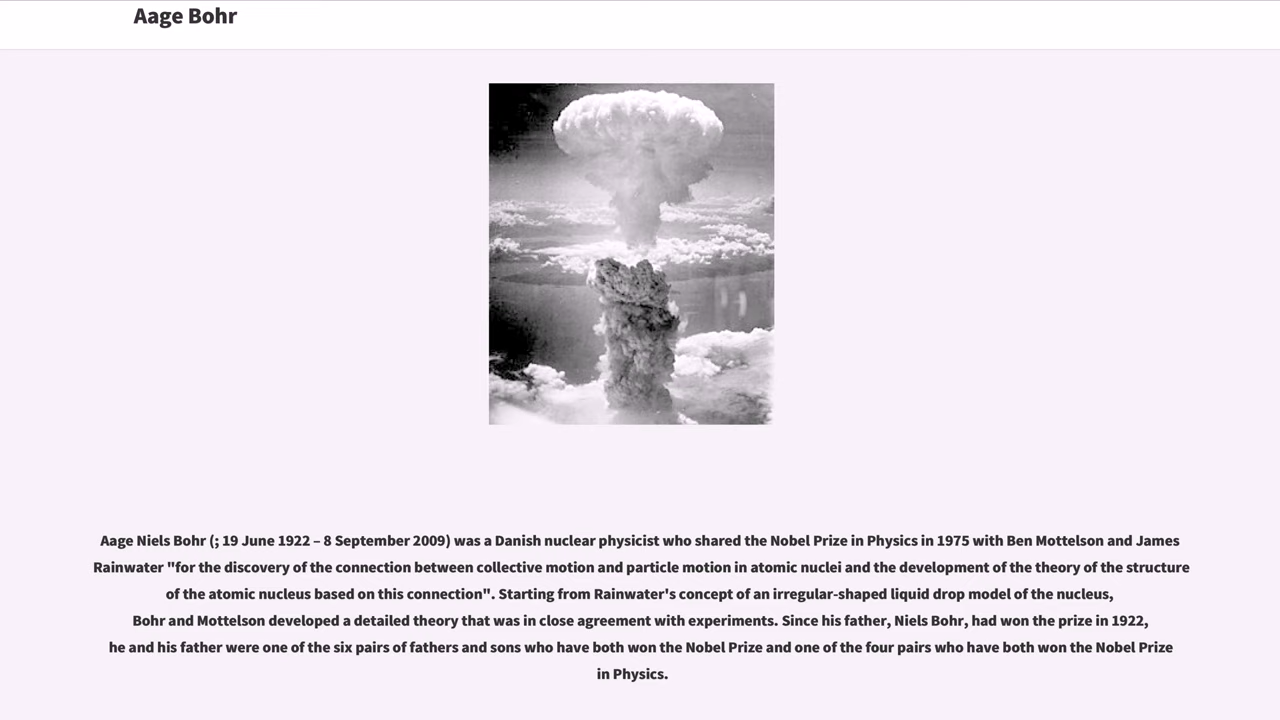 Aage Bohr
Aage Niels Bohr (; 19 June 1922 – 8 September 2009) was a Danish nuclear physicist who shared the Nobel Prize in Physics in 1975 with Ben Mottelson and James
Rainwater "for the discovery of the connection between collective motion and particle motion in atomic nuclei and the development of the theory of the structure
of the atomic nucleus based on this connection". Starting from Rainwater's concept of an irregular-shaped liquid drop model of the nucleus,
Bohr and Mottelson developed a detailed theory that was in close agreement with experiments. Since his father, Niels Bohr, had won the prize in 1922,
he and his father were one of the six pairs of fathers and sons who have both won the Nobel Prize and one of the four pairs who have both won the Nobel Prize
in Physics.